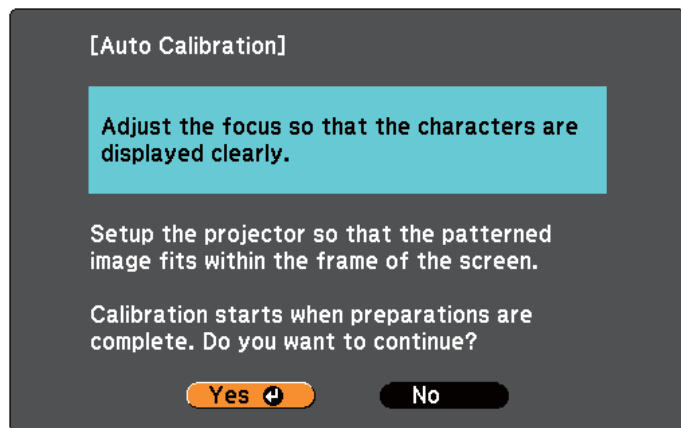 [Auto Calibration]
Adjust the focus so that the characters are
displayed clearly.
Setup the projector so that the patterned
image fits within the frame of the screen.
Calibration starts when preparations are
complete. Do you want to continue?
Yes No